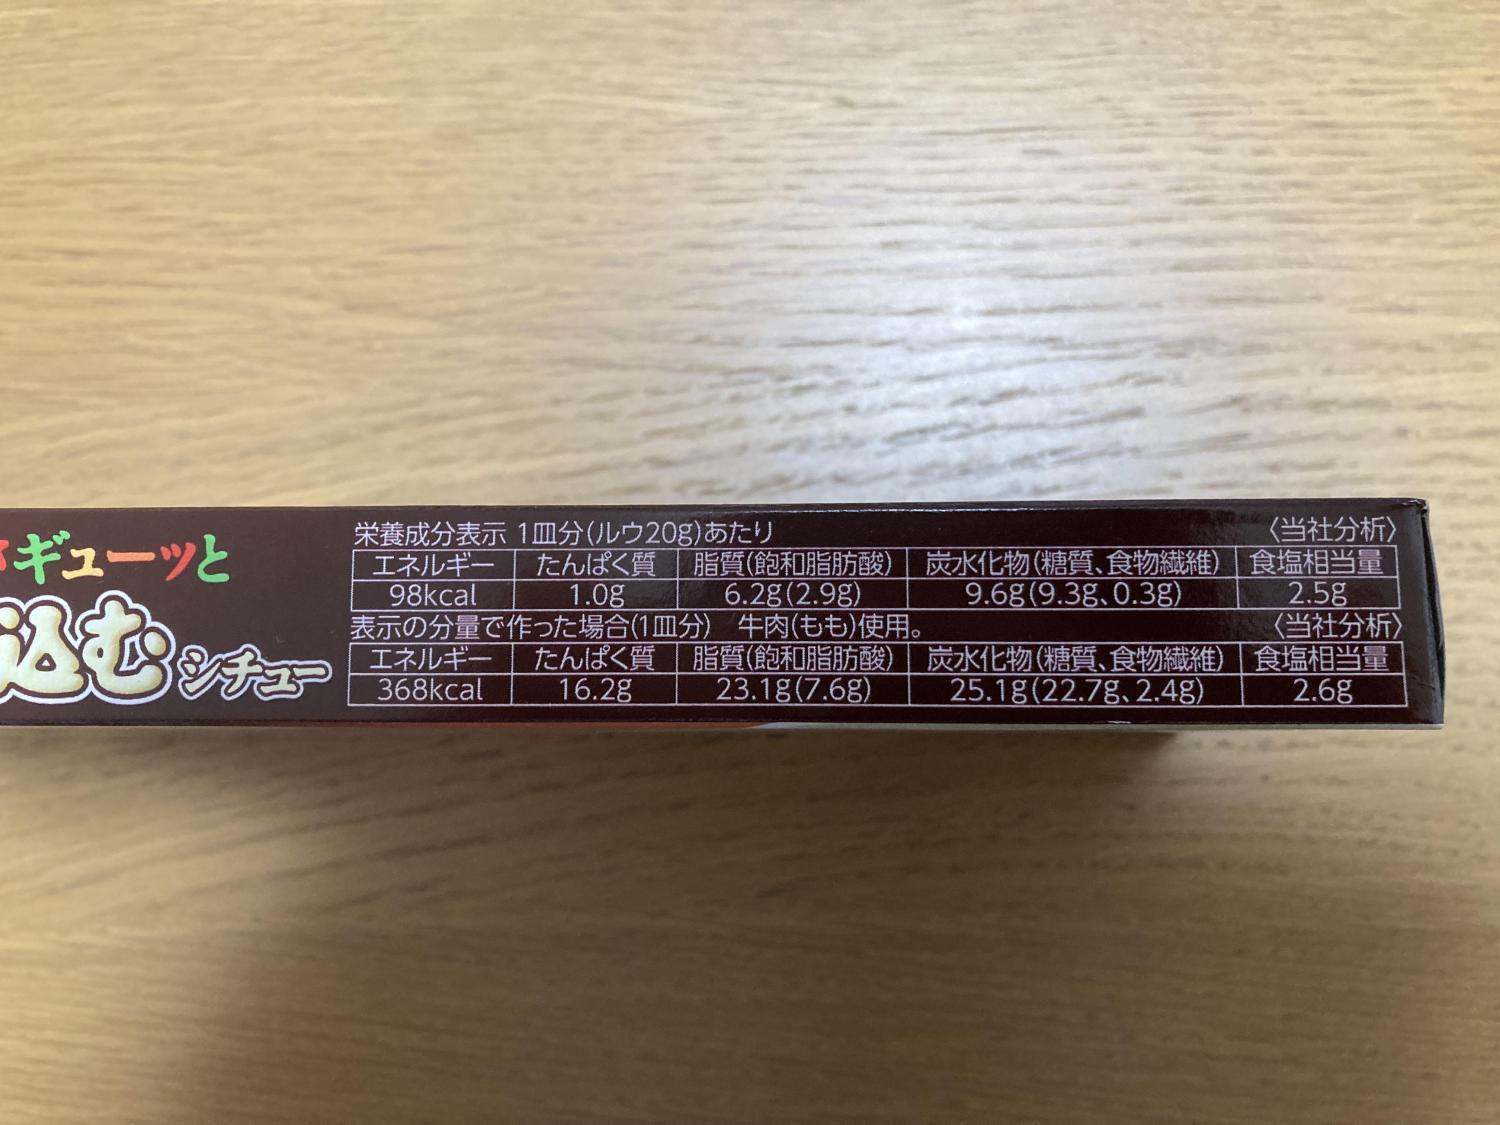 ギューッと
込む
シチュー
栄養成分表示 1皿分(ルウ20g)あたり 〈当社分析〉
エネルギー たんぱく質 脂質(飽和脂肪酸) 炭水化物(糖質、食物繊維) 食塩相当量
98kcal 1.0g 6.2g(2.9g) 9.6g(9.3g、0.3g) 2.5g
表示の分量で作った場合(1皿分) 牛肉(もも)使用。 〈当社分析〉
エネルギー たんぱく質 脂質(飽和脂肪酸) 炭水化物(糖質、食物繊維) 食塩相当量
368kcal 16.2g 23.1g(7.6g) 25.1g(22.7g、2.4g) 2.6g